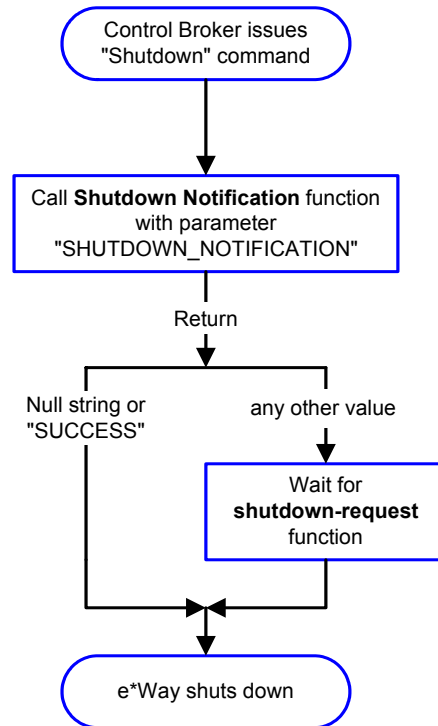 Control Broker issues
"Shutdown" command
Call Shutdown Notification function
with parameter
"SHUTDOWN_NOTIFICATION"
Return
Null string or
"SUCCESS"
any other value
Wait for
shutdown-request
function
e*Way shuts down